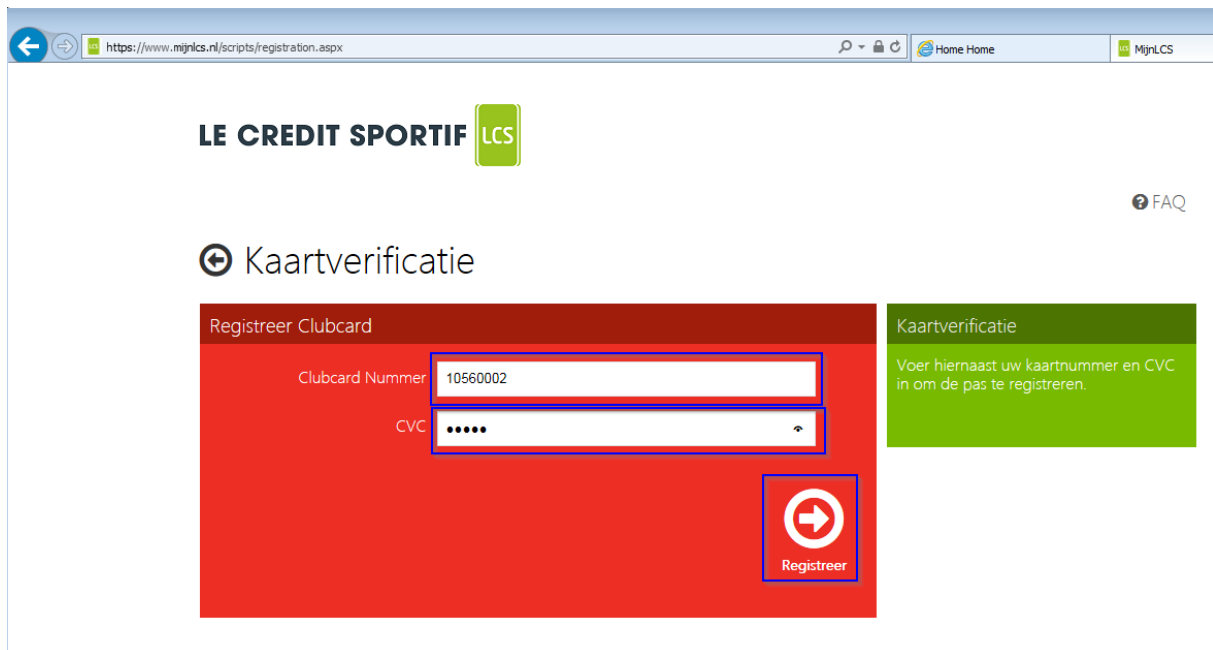 https://www.mijnlcs.nl/scripts/registration.aspx
Home Home
MijnLCS
LE CREDIT SPORTIF LCS
FAQ
Kaartverificatie
Registreer Clubcard
Clubcard Nummer 10560002
CVC •••••
Registreer
Kaartverificatie
Voer hiernaast uw kaartnummer en CVC
in om de pas te registreren.